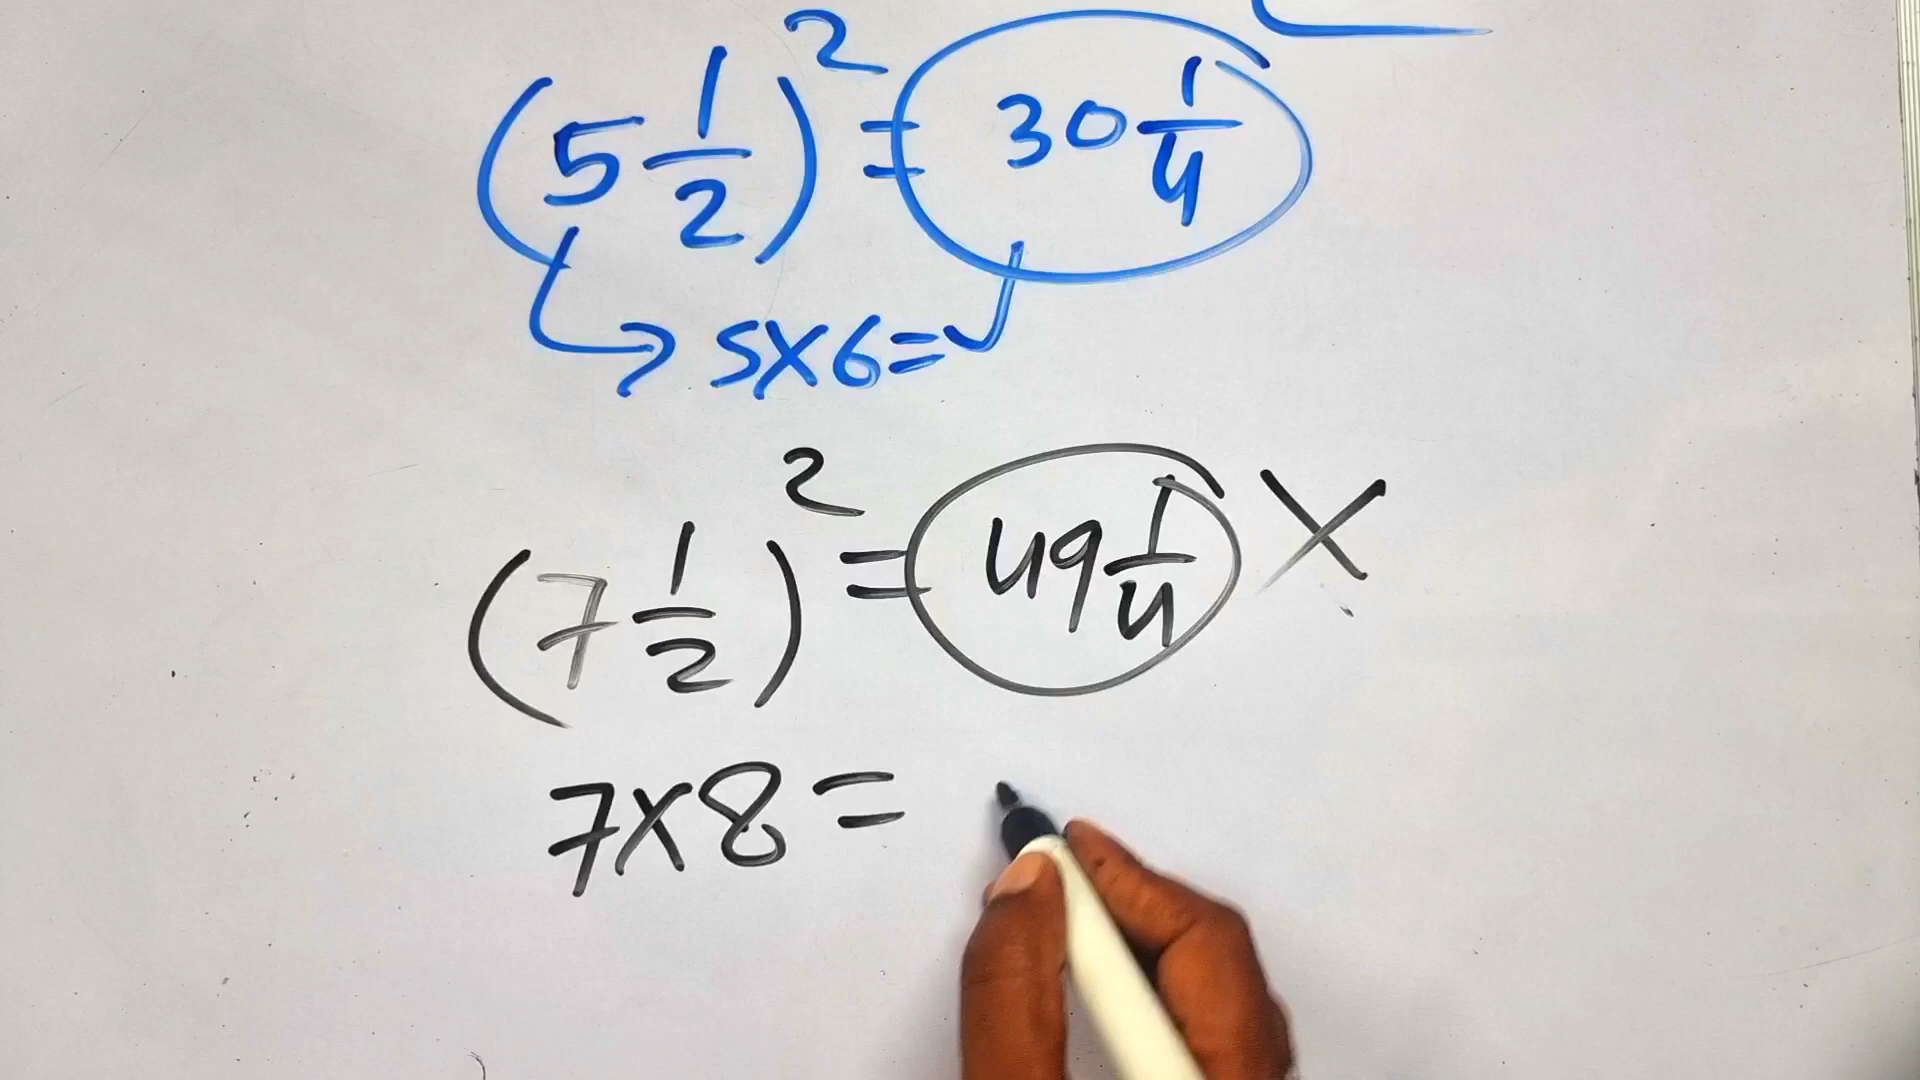 (5 1/2)² = 30 1/4
5×6=
(7 1/2)² = 49 1/4 ×
7×8=